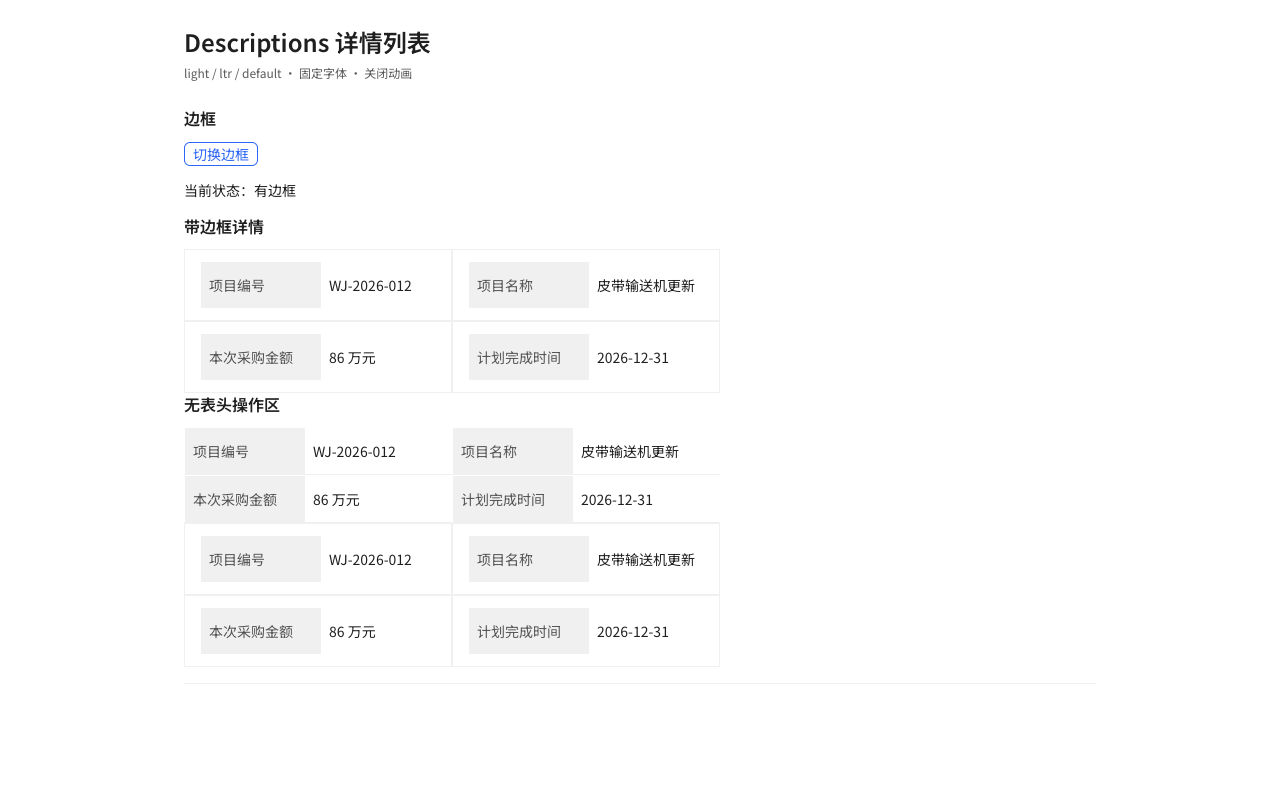 Descriptions 详情列表
light / ltr / default · 固定字体 · 关闭动画
边框
切换边框
当前状态：有边框
带边框详情
项目编号 WJ-2026-012 项目名称 皮带输送机更新
本次采购金额 86 万元 计划完成时间 2026-12-31
无表头操作区
项目编号 WJ-2026-012 项目名称 皮带输送机更新
本次采购金额 86 万元 计划完成时间 2026-12-31
项目编号 WJ-2026-012 项目名称 皮带输送机更新
本次采购金额 86 万元 计划完成时间 2026-12-31